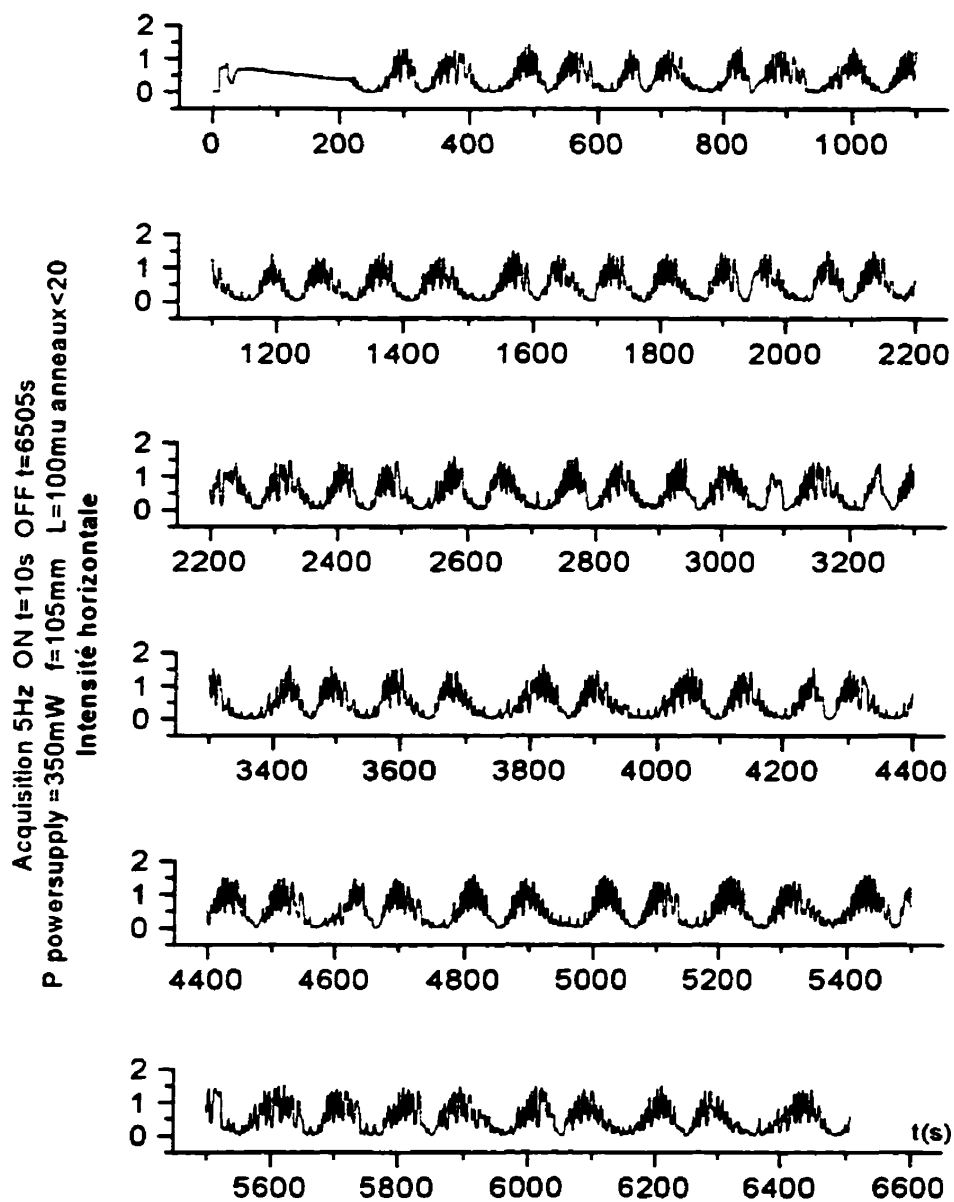 Acquisition 5Hz ON t=10s OFF t=6505s
P powersupply =350mW f=105mm L=100mu anneaux<20
Intensité horizontale
2
1
0
0 200 400 600 800 1000
2
1
0
1200 1400 1600 1800 2000 2200
2
1
0
2200 2400 2600 2800 3000 3200
2
1
0
3400 3600 3800 4000 4200 4400
2
1
0
4400 4600 4800 5000 5200 5400
2
1
0
t(s)
5600 5800 6000 6200 6400 6600